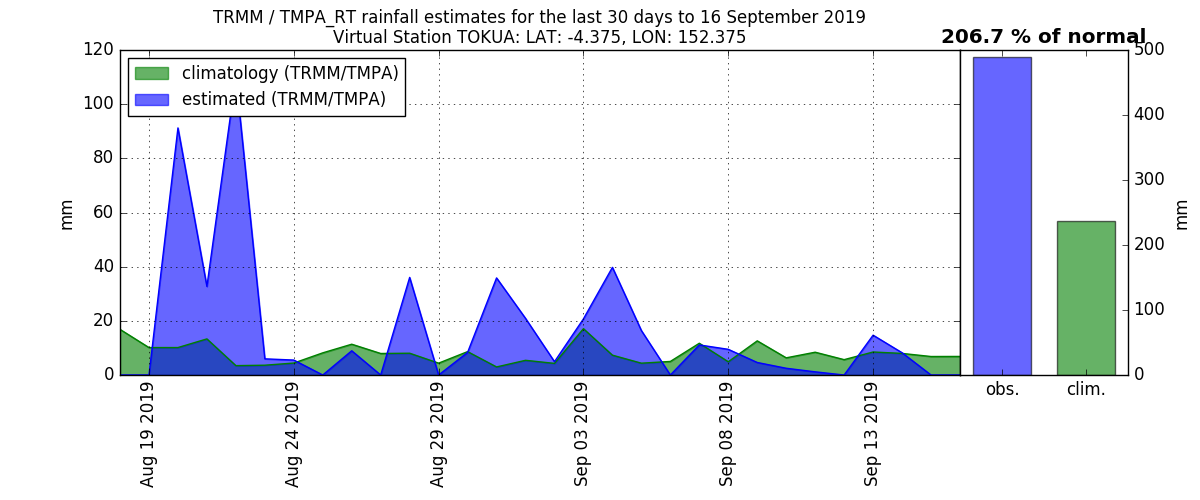 TRMM / TMPA_RT rainfall estimates for the last 30 days to 16 September 2019
Virtual Station TOKUA: LAT: -4.375, LON: 152.375
206.7 % of normal
climatology (TRMM/TMPA)
estimated (TRMM/TMPA)
120
100
80
60
40
20
0
mm
Aug 19 2019
Aug 24 2019
Aug 29 2019
Sep 03 2019
Sep 08 2019
Sep 13 2019
500
400
300
200
100
0
mm
obs.
clim.